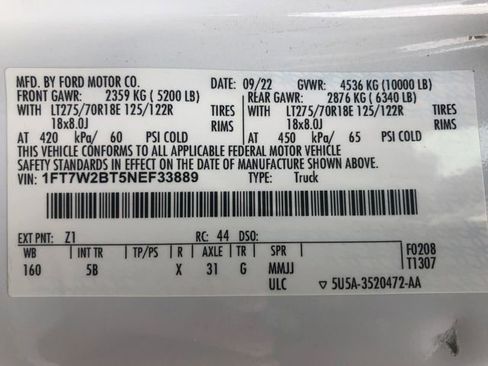 MFD. BY FORD MOTOR CO. DATE: 09/22 GVWR: 4536 KG (10000 LB)
FRONT GAWR: 2359 KG ( 5200 LB) REAR GAWR: 2876 KG ( 6340 LB)
WITH LT275/70R18E 125/122R TIRES WITH LT275/70R18E 125/122R TIRES
18x8.0J RIMS 18x8.0J RIMS
AT 420 kPa/ 60 PSI COLD AT 450 kPa/ 65 PSI COLD
THIS VEHICLE CONFORMS TO ALL APPLICABLE FEDERAL MOTOR VEHICLE
SAFETY STANDARDS IN EFFECT ON THE DATE OF MANUFACTURE SHOWN ABOVE.
VIN: 1FT7W2BT5NEF33889 TYPE: Truck
EXT PNT: Z1 RC: 44 DSO: F0208
WB INT TR TP/PS R AXLE TR SPR T1307
160 5B X 31 G MMJJ
ULC ▽ 5U5A-3520472-AA